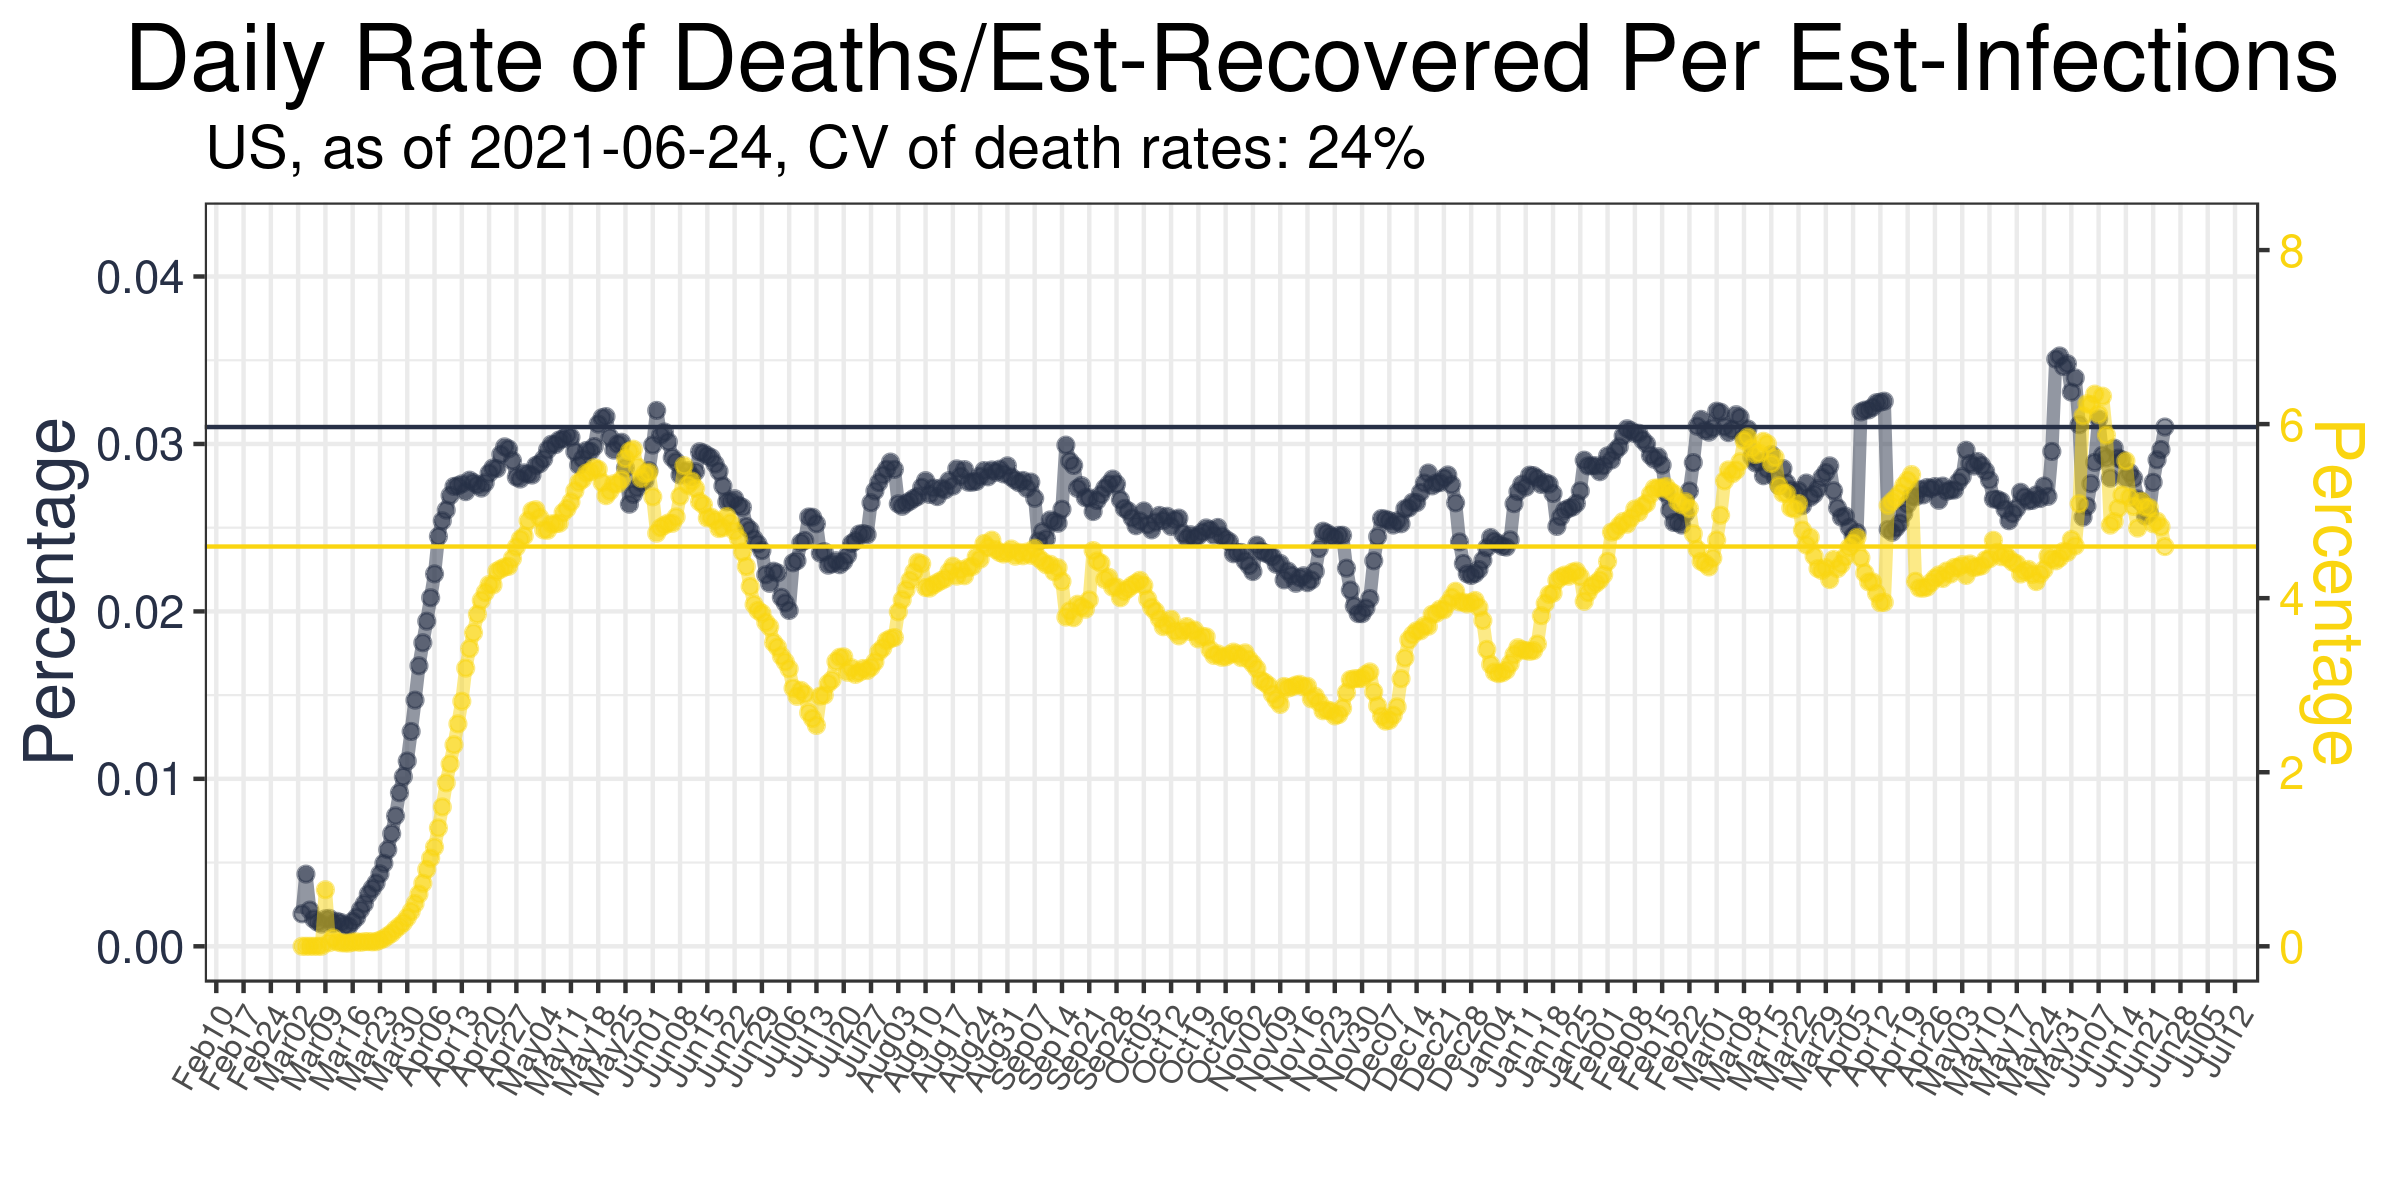 Daily Rate of Deaths/Est-Recovered Per Est-Infections
US, as of 2021-06-24, CV of death rates: 24%
Percentage
0.04
0.03
0.02
0.01
0.00
8
6
4
2
0
Percentage
Feb10
Feb17
Feb24
Mar02
Mar09
Mar16
Mar23
Mar30
Apr06
Apr13
Apr20
Apr27
May04
May11
May18
May25
Jun01
Jun08
Jun15
Jun22
Jun29
Jul06
Jul13
Jul20
Jul27
Aug03
Aug10
Aug17
Aug24
Aug31
Sep07
Sep14
Sep21
Sep28
Oct05
Oct12
Oct19
Oct26
Nov02
Nov09
Nov16
Nov23
Nov30
Dec07
Dec14
Dec21
Dec28
Jan04
Jan11
Jan18
Jan25
Feb01
Feb08
Feb15
Feb22
Mar01
Mar08
Mar15
Mar22
Mar29
Apr05
Apr12
Apr19
Apr26
May03
May10
May17
May24
May31
Jun07
Jun14
Jun21
Jun28
Jul05
Jul12